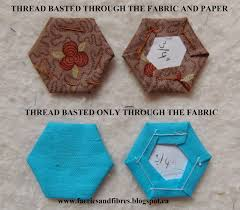 THREAD BASTED THROUGH THE FABRIC AND PAPER
THREAD BASTED ONLY THROUGH THE FABRIC
www.fabricsandfibres.blogspot.ca